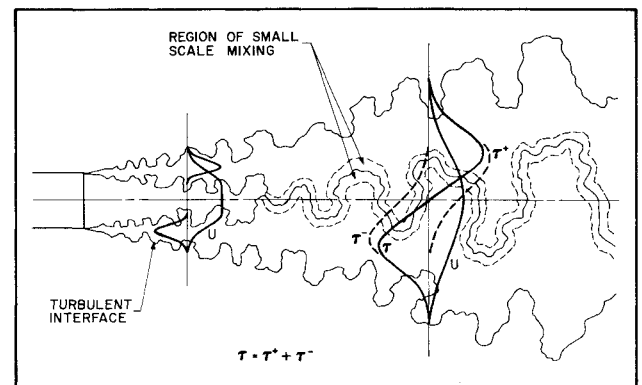 REGION OF SMALL
SCALE MIXING
τ⁺
τ⁻
τ
U
U
TURBULENT
INTERFACE
τ = τ⁺ + τ⁻